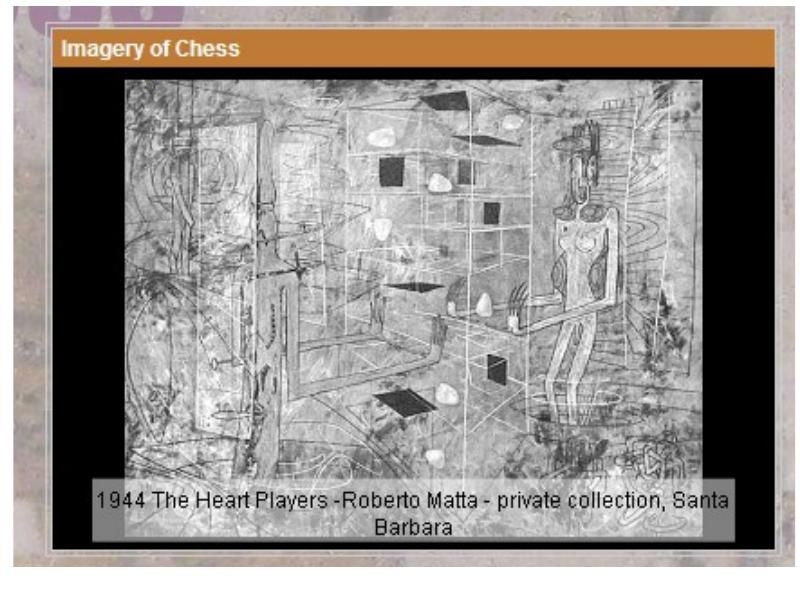 Imagery of Chess
1944 The Heart Players -Roberto Matta - private collection, Santa
Barbara